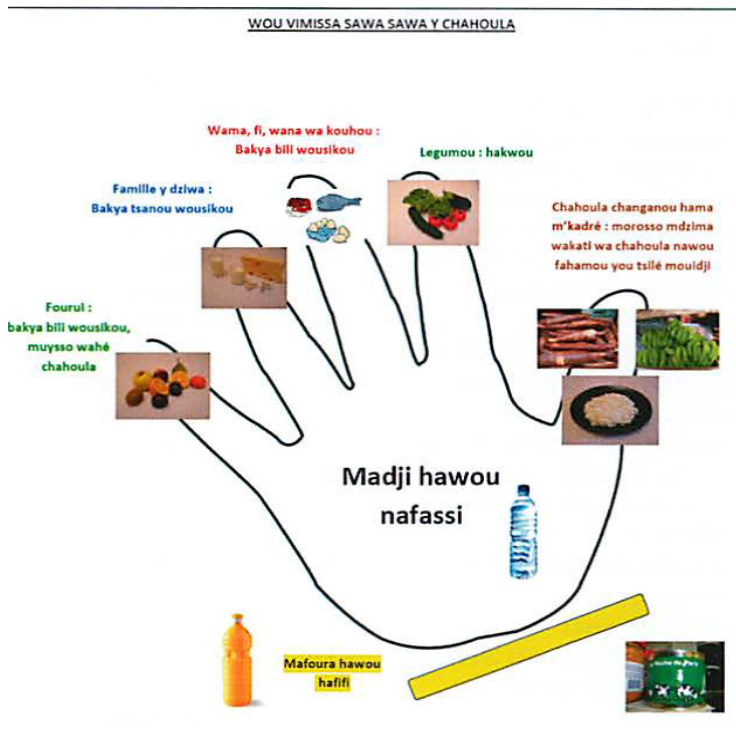 WOU VIMISSA SAWA SAWA Y CHAHOULA
Wama, fi, wana wa kouhou :
Bakya bili wousikou
Legumou : hakwou
Famille y dziwa :
Bakya tsanou wousikou
Chahoula changanou hama
m'kadré : morosso mdzima
wakati wa chahoula nawou
fahamou you tsilé mouidji
Fourui :
bakya bili wousikou,
muysso wahé
chahoula
Madji hawou
nafassi
Mafoura hawou
hafifi